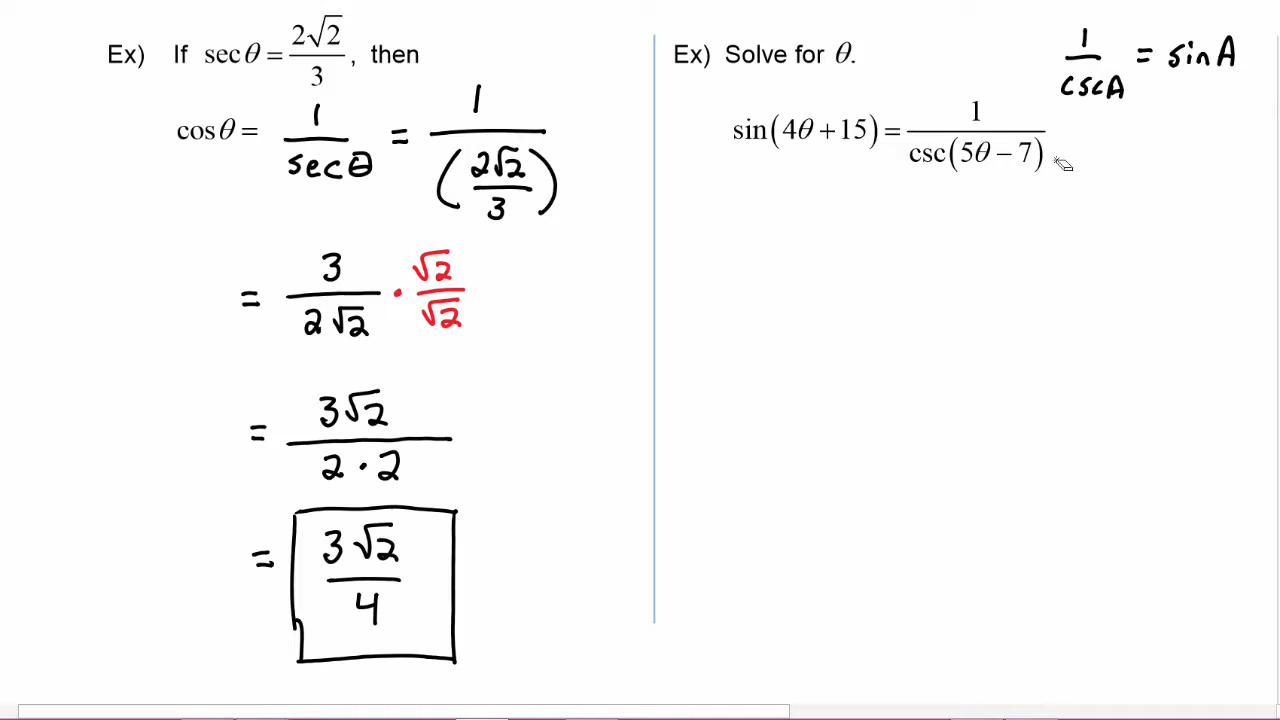 Ex) If secθ = 2√2/3, then
cosθ = 1/secθ = 1/(2√2/3)
= 3/2√2 · √2/√2
= 3√2/2·2
= 3√2/4
Ex) Solve for θ.
1/cscA = sinA
sin(4θ+15) = 1/csc(5θ−7)